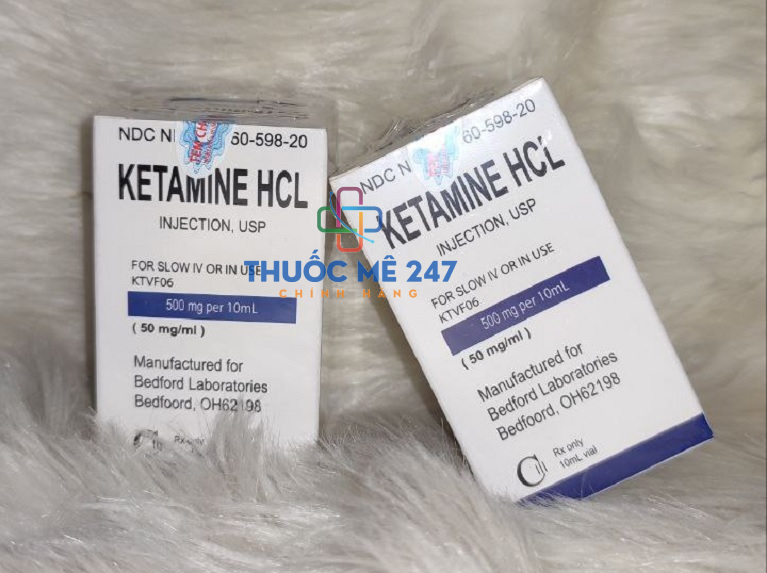 NDC N 60-598-20
KETAMINE HCL
INJECTION, USP
FOR SLOW IV OR IN USE
KTVF06
500 mg per 10mL
( 50 mg/ml )
Manufactured for
Bedford Laboratories
Bedfoord, OH62198
Rx only
NDC N 60-598-20
KETAMINE HCL
INJECTION, USP
FOR SLOW IV OR IN USE
KTVF06
500 mg per 10mL
( 50 mg/ml )
Manufactured for
Bedford Laboratories
Bedfoord, OH62198
Rx only
10mL vial
THUỐC MÊ 247
CHÍNH HÃNG